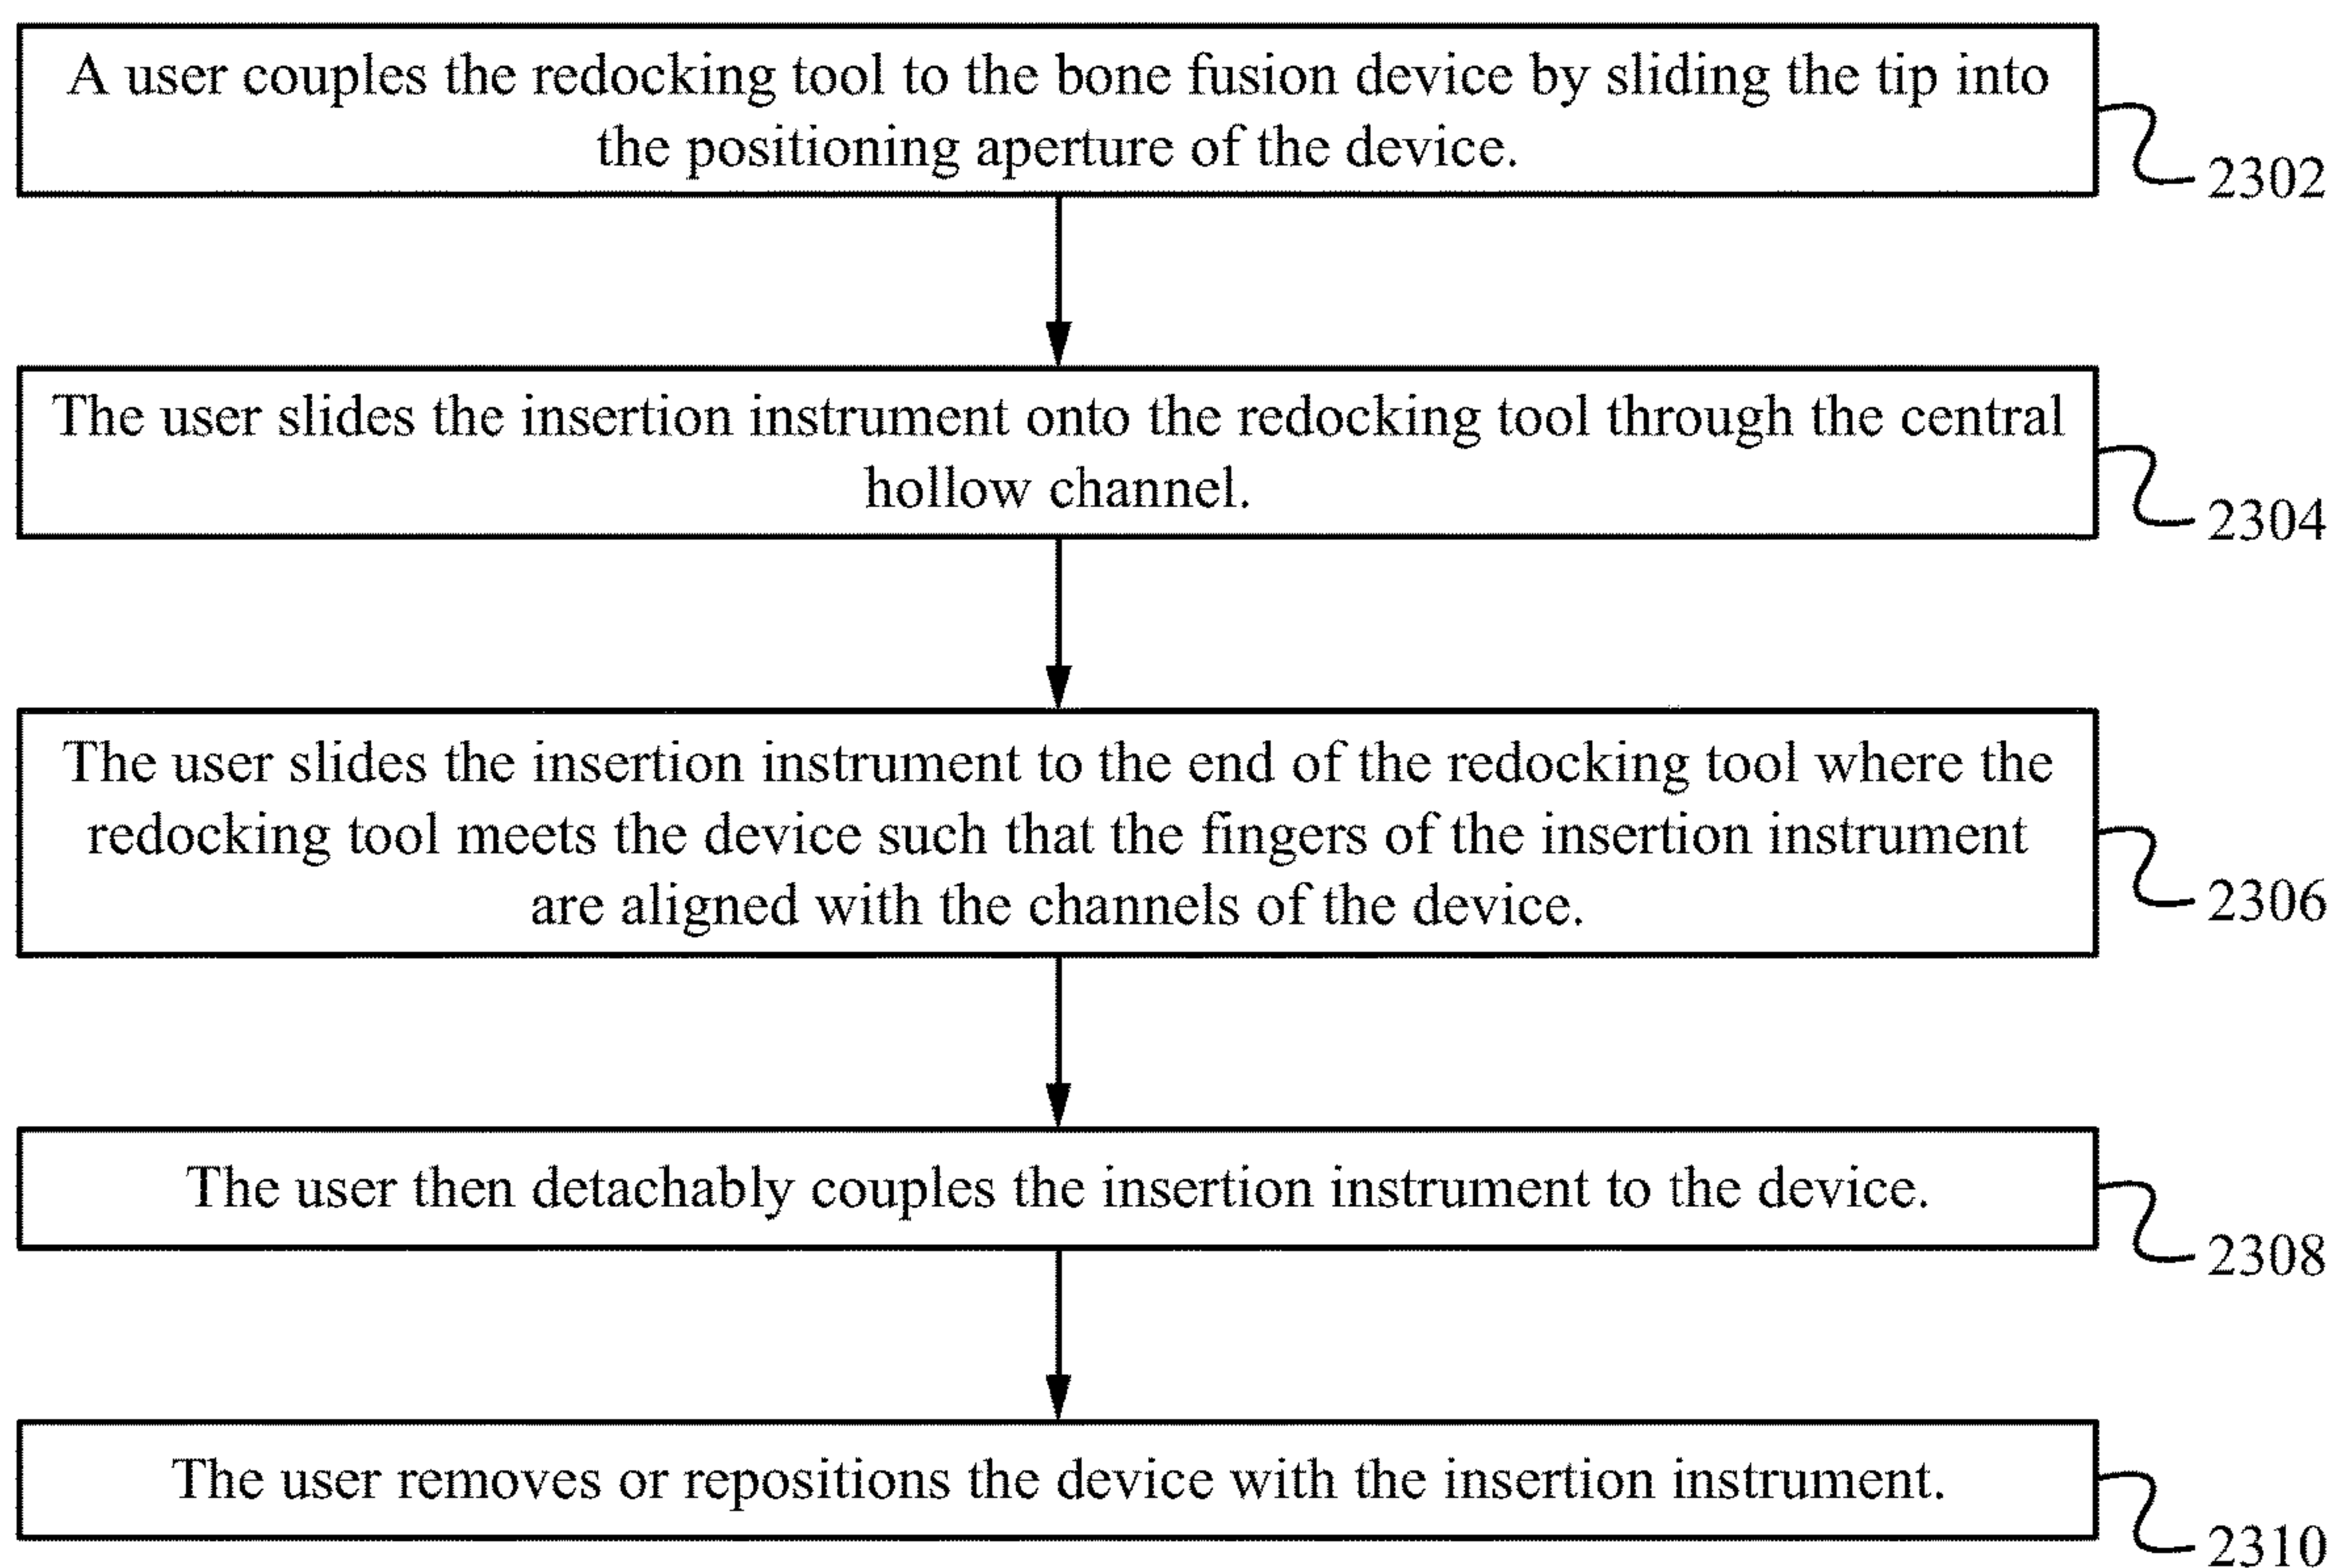 A user couples the redocking tool to the bone fusion device by sliding the tip into
the positioning aperture of the device.
2302
The user slides the insertion instrument onto the redocking tool through the central
hollow channel.
2304
The user slides the insertion instrument to the end of the redocking tool where the
redocking tool meets the device such that the fingers of the insertion instrument
are aligned with the channels of the device.
2306
The user then detachably couples the insertion instrument to the device.
2308
The user removes or repositions the device with the insertion instrument.
2310